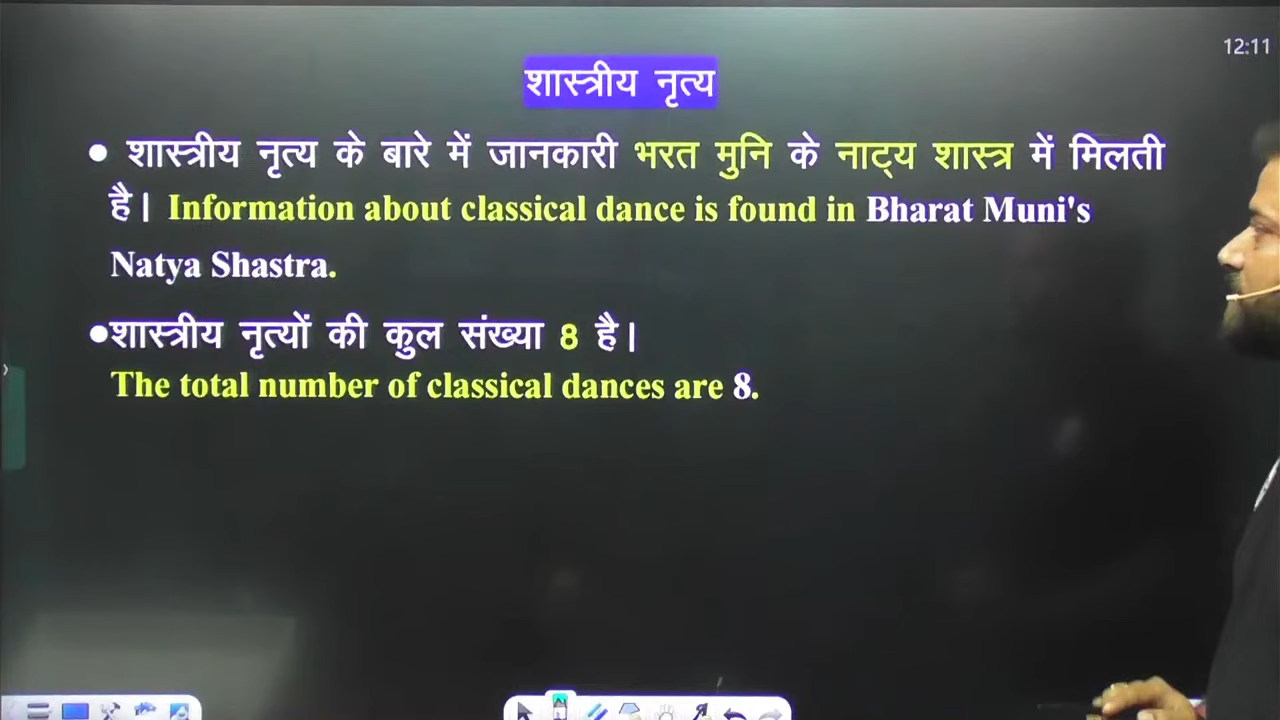 12:11
शास्त्रीय नृत्य
• शास्त्रीय नृत्य के बारे में जानकारी भरत मुनि के नाट्य शास्त्र में मिलती
है| Information about classical dance is found in Bharat Muni's
Natya Shastra.
•शास्त्रीय नृत्यों की कुल संख्या 8 है|
The total number of classical dances are 8.